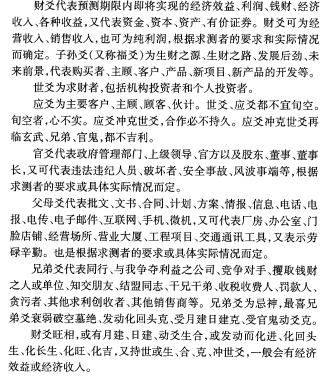 财爻代表预测期限内即将实现的经济效益、利润、钱财、经济
收入、各种收益,又代表资金、资本、资产、有价证券。财爻可为经
营收入、销售收入,也可为纯利润,根据求测者的要求和实际情况
而确定。子孙爻(又称福爻)为生财之源、生财之路、发展后劲、未
来前景,代表购买者、主顾、客户、产品、新项目、新产品的开发等。
世爻为求财者,包括机构投资者和个人投资者。
应爻为主要客户、主顾、顾客、伙计。世爻、应爻都不宜旬空。
旬空者,心不实。应爻冲克世爻,合作必不持久。应爻冲克世爻再
临玄武、兄弟、官鬼,都不吉利。
官爻代表政府管理部门、上级领导、官方以及股东、董事、董事
长,又可代表违法违纪人员、破坏者、安全事故、风波事端等,根据
求测者的要求或具体实际情况而定。
父母爻代表批文、文书、合同、计划、方案、情报、信息、电话、电
报、电传、电子邮件、互联网、手机、微机,又可代表厂房、办公室、门
脸店铺、经营场所、营业大厦、工程项目、交通通讯工具,又表示劳
碌辛勤。也是根据求测者的要求或具体实际情况而定。
兄弟爻代表同行、与我争夺利益之公司、竞争对手、攫取钱财
之人或单位、知交朋友、结盟同志、干兄干弟、收税收费人、罚款人、
贪污者、其他求利创收者、其他销售商等。兄弟爻为忌神,最喜兄
弟爻衰弱破空墓绝、发动化回头克、受月建日建克、受官鬼动爻克。
财爻旺相,或有月建、日建、动爻生合,或发动而化进、化回头
生、化长生、化旺、化吉,又持世或生、合、克、冲世爻,一般会有经济
效益或经济收入。